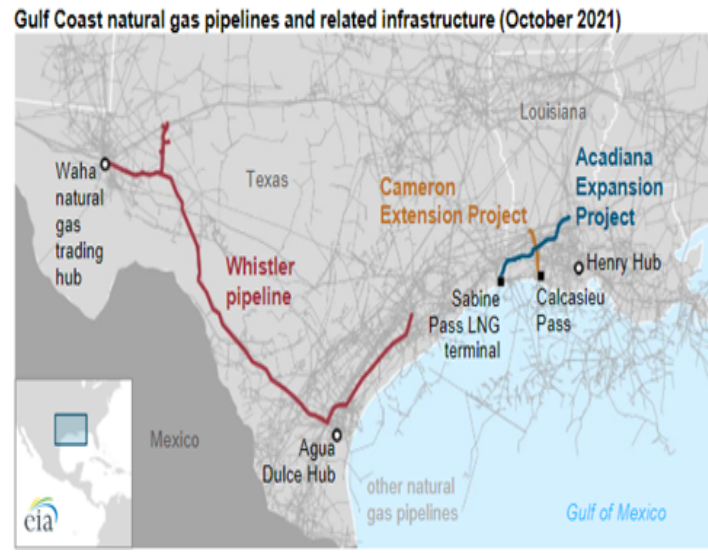 Gulf Coast natural gas pipelines and related infrastructure (October 2021)
Louisiana
Waha
natural
gas
trading
hub
Texas
Acadiana
Expansion
Project
Cameron
Extension Project
Whistler
pipeline
Henry Hub
Sabine
Pass LNG
terminal
Calcasieu
Pass
Mexico
Agua
Dulce Hub
other natural
gas pipelines
Gulf of Mexico
eia